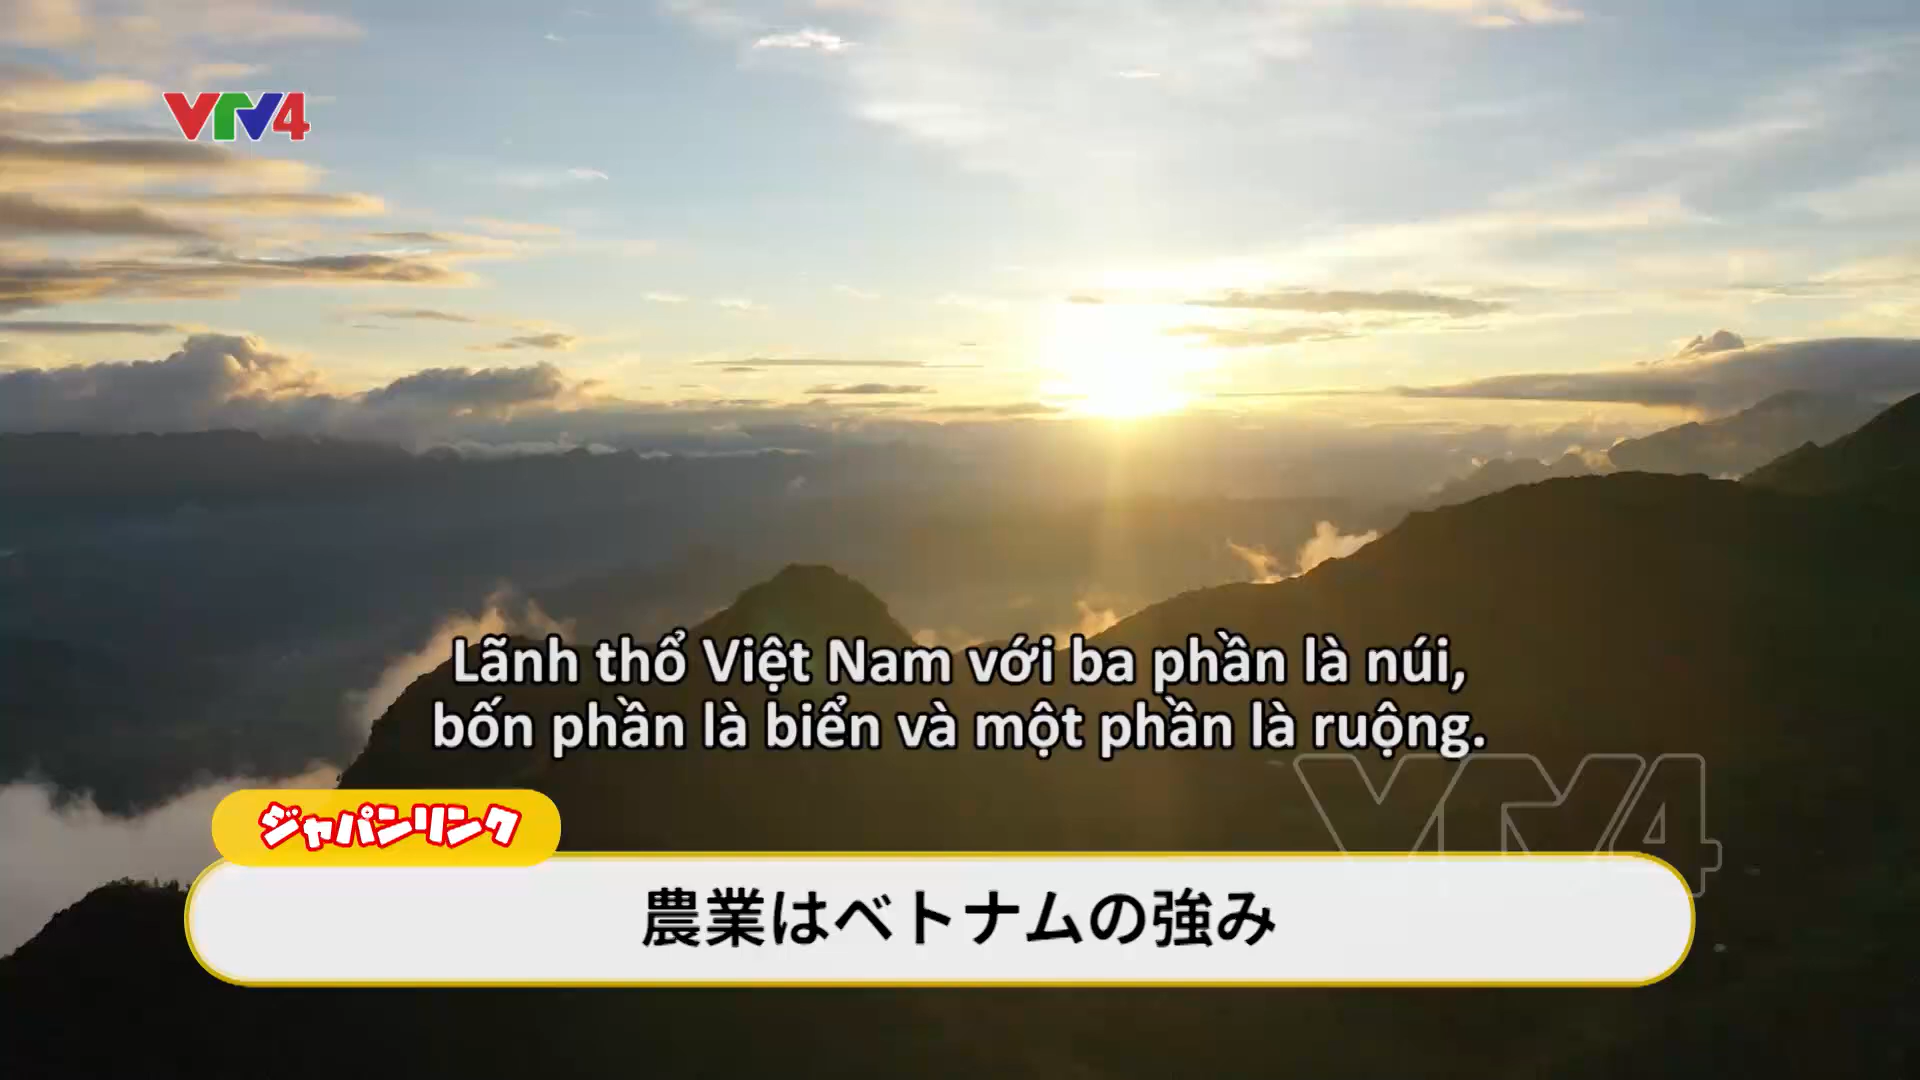 VTV4
Lãnh thổ Việt Nam với ba phần là núi,
bốn phần là biển và một phần là ruộng.
VTV4
ジャパンリンク
農業はベトナムの強み